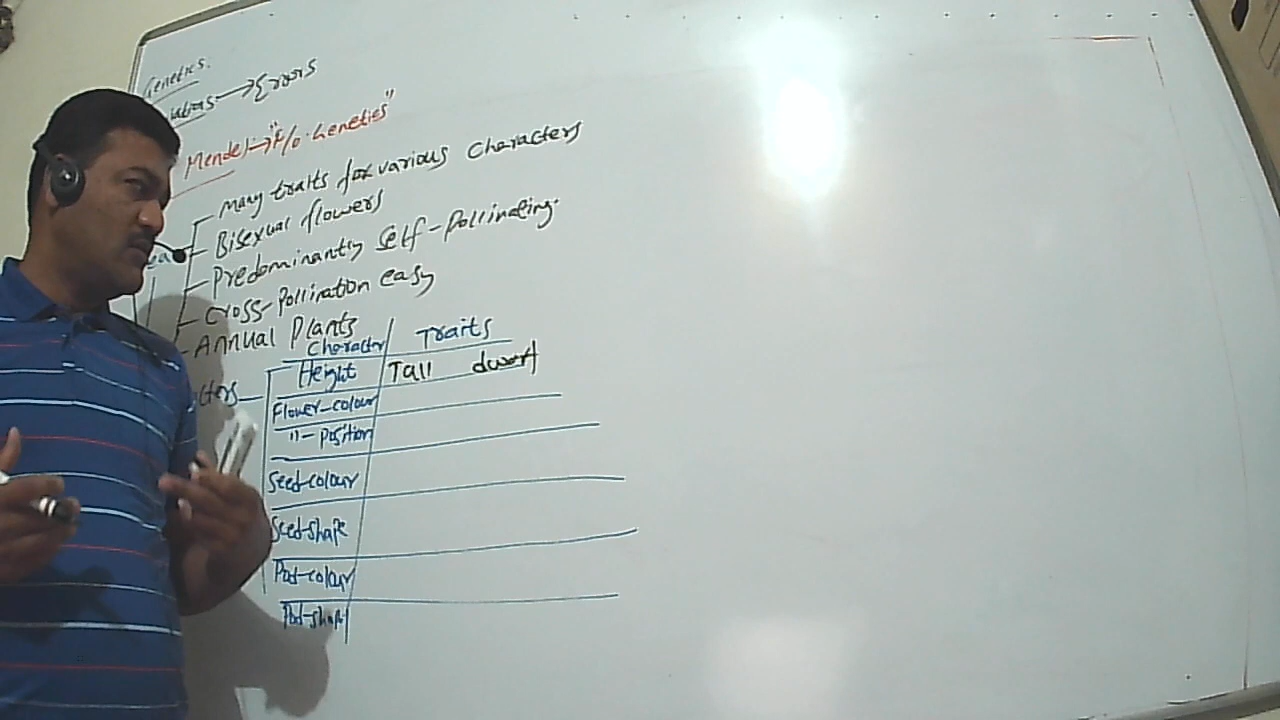 Genetics.
→ Errors
Mendel → "F/o. Genetics"
Many traits for various characters
Bisexual flowers
Predominantly self-pollinating.
Cross-Pollination easy
Annual Plants
Character Traits
Height Tall dwarf
Flower-colour
"-position
Seed-colour
Seed-shape
Pod-colour
Pod-shape